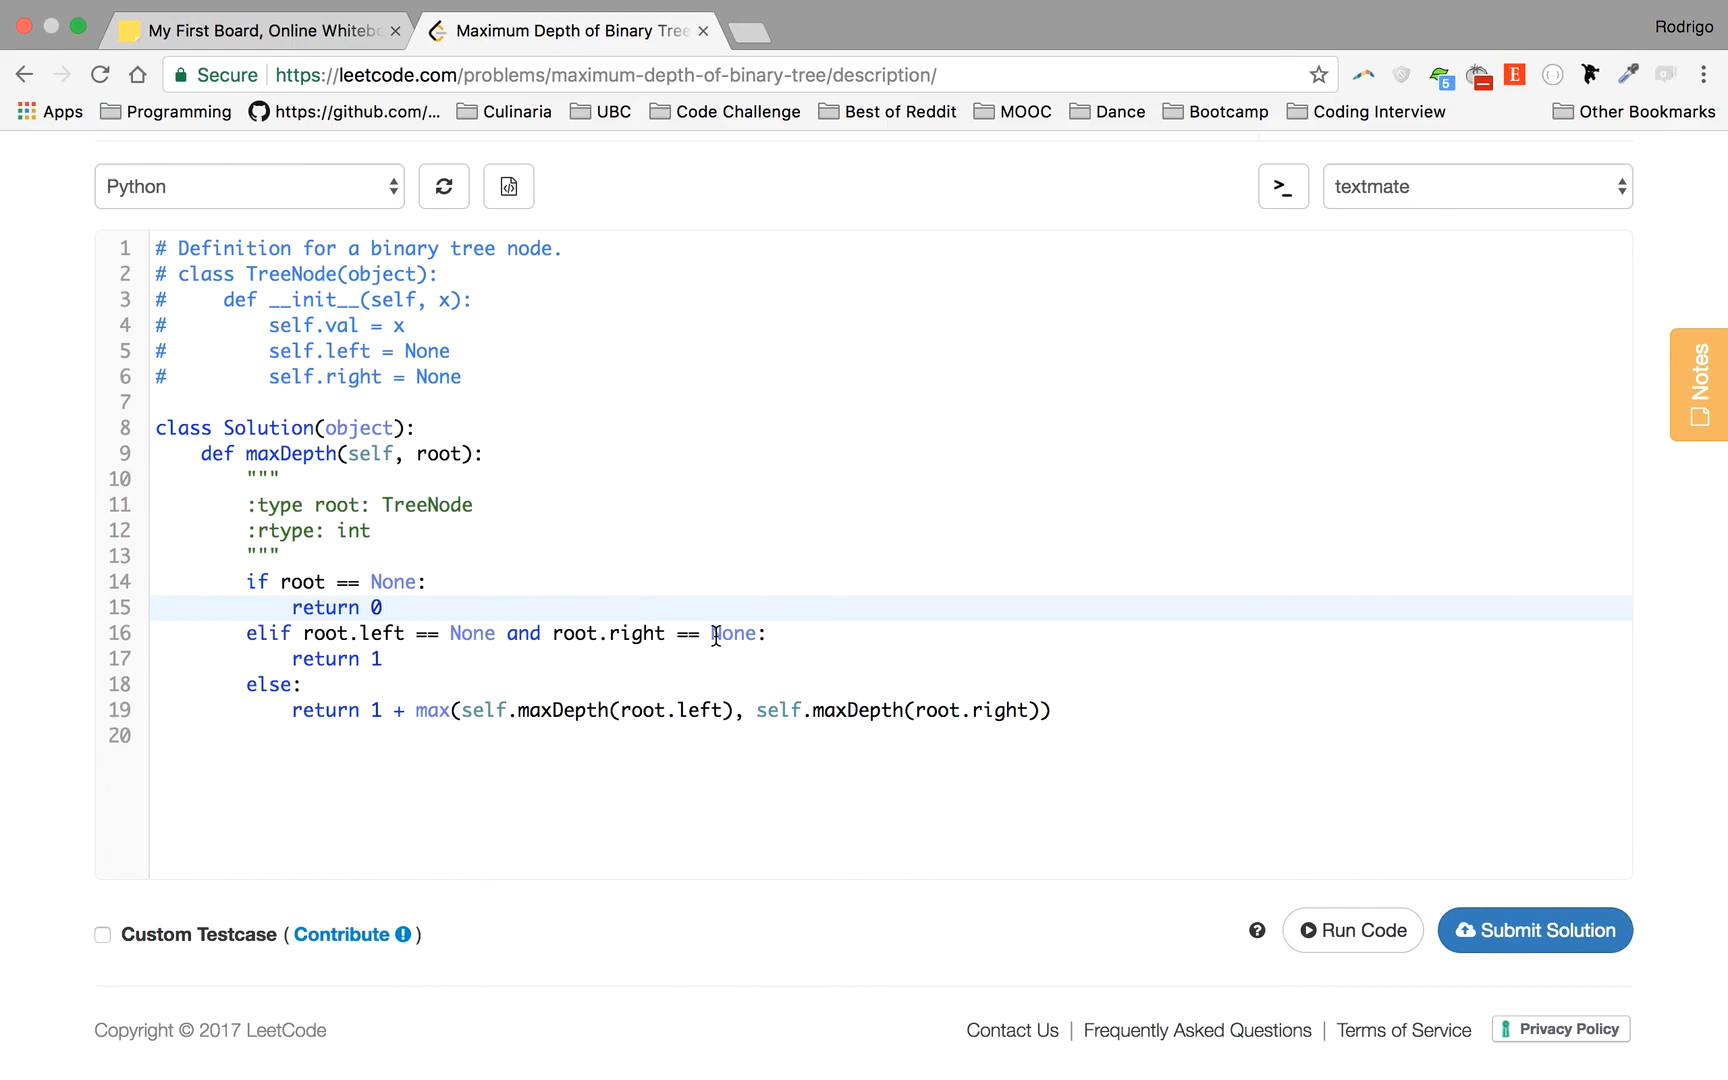 My First Board, Online Whitebo
Maximum Depth of Binary Tree
Rodrigo
Secure https://leetcode.com/problems/maximum-depth-of-binary-tree/description/
5
E
Apps Programming https://github.com/... Culinaria UBC Code Challenge Best of Reddit MOOC Dance Bootcamp Coding Interview Other Bookmarks
Python
>_
textmate
1 # Definition for a binary tree node.
2 # class TreeNode(object):
3 #     def __init__(self, x):
4 #         self.val = x
5 #         self.left = None
6 #         self.right = None
7
8 class Solution(object):
9     def maxDepth(self, root):
10         """
11         :type root: TreeNode
12         :rtype: int
13         """
14         if root == None:
15             return 0
16         elif root.left == None and root.right == None:
17             return 1
18         else:
19             return 1 + max(self.maxDepth(root.left), self.maxDepth(root.right))
20
Notes
Custom Testcase ( Contribute ! )
? Run Code Submit Solution
Copyright © 2017 LeetCode
Contact Us | Frequently Asked Questions | Terms of Service Privacy Policy